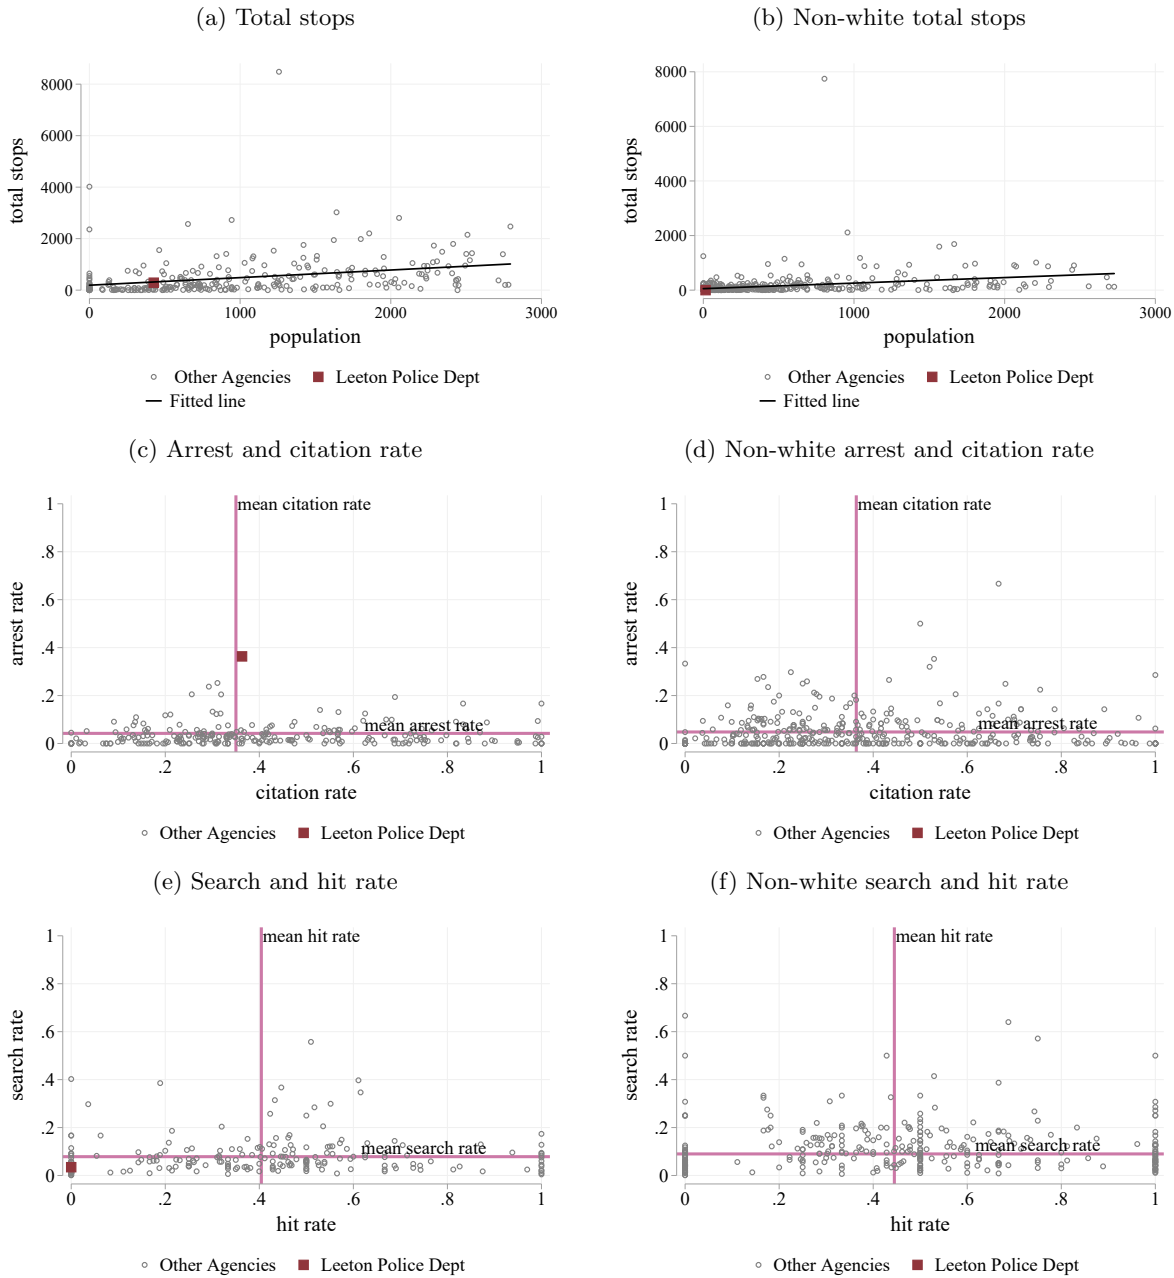 (a) Total stops
(b) Non-white total stops
total stops
8000
6000
4000
2000
0
0
1000
2000
3000
population
Other Agencies
Leeton Police Dept
Fitted line
total stops
8000
6000
4000
2000
0
0
1000
2000
3000
population
Other Agencies
Leeton Police Dept
Fitted line
(c) Arrest and citation rate
(d) Non-white arrest and citation rate
arrest rate
1
.8
.6
.4
.2
0
mean citation rate
mean arrest rate
0
.2
.4
.6
.8
1
citation rate
Other Agencies
Leeton Police Dept
arrest rate
1
.8
.6
.4
.2
0
mean citation rate
mean arrest rate
0
.2
.4
.6
.8
1
citation rate
Other Agencies
Leeton Police Dept
(e) Search and hit rate
(f) Non-white search and hit rate
search rate
1
.8
.6
.4
.2
0
mean hit rate
mean search rate
0
.2
.4
.6
.8
1
hit rate
Other Agencies
Leeton Police Dept
search rate
1
.8
.6
.4
.2
0
mean hit rate
mean search rate
0
.2
.4
.6
.8
1
hit rate
Other Agencies
Leeton Police Dept